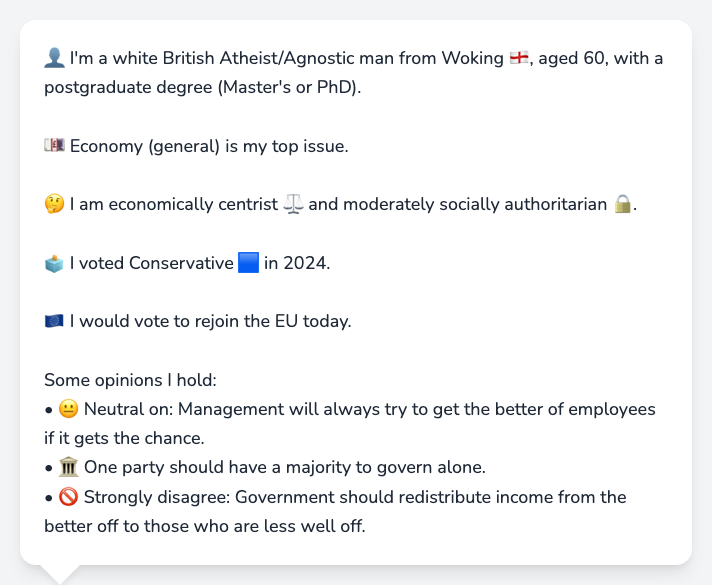 👤 I'm a white British Atheist/Agnostic man from Woking 🏴󠁧󠁢󠁥󠁮󠁧󠁿, aged 60, with a
postgraduate degree (Master's or PhD).
💷 Economy (general) is my top issue.
🤔 I am economically centrist ⚖️ and moderately socially authoritarian 🔒.
🗳️ I voted Conservative 🟦 in 2024.
🇪🇺 I would vote to rejoin the EU today.
Some opinions I hold:
• 😐 Neutral on: Management will always try to get the better of employees
if it gets the chance.
• 🏛️ One party should have a majority to govern alone.
• 🚫 Strongly disagree: Government should redistribute income from the
better off to those who are less well off.